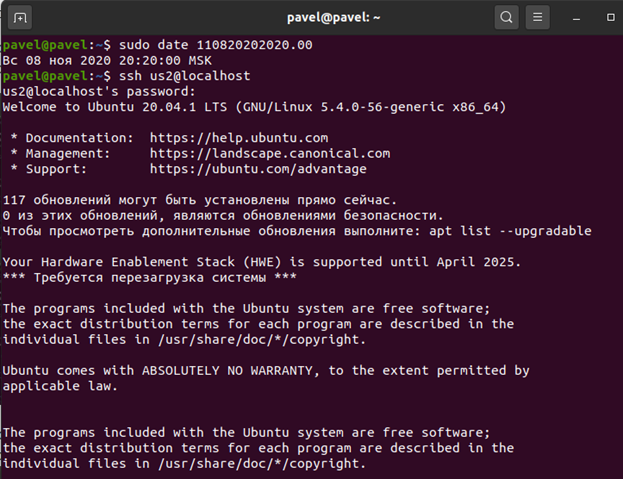 pavel@pavel: ~
pavel@pavel:~$ sudo date 110820202020.00
Вс 08 ноя 2020 20:20:00 MSK
pavel@pavel:~$ ssh us2@localhost
us2@localhost's password:
Welcome to Ubuntu 20.04.1 LTS (GNU/Linux 5.4.0-56-generic x86_64)
* Documentation:  https://help.ubuntu.com
* Management:     https://landscape.canonical.com
* Support:        https://ubuntu.com/advantage
117 обновлений могут быть установлены прямо сейчас.
0 из этих обновлений, являются обновлениями безопасности.
Чтобы просмотреть дополнительные обновления выполните: apt list --upgradable
Your Hardware Enablement Stack (HWE) is supported until April 2025.
*** Требуется перезагрузка системы ***
The programs included with the Ubuntu system are free software;
the exact distribution terms for each program are described in the
individual files in /usr/share/doc/*/copyright.
Ubuntu comes with ABSOLUTELY NO WARRANTY, to the extent permitted by
applicable law.
The programs included with the Ubuntu system are free software;
the exact distribution terms for each program are described in the
individual files in /usr/share/doc/*/copyright.